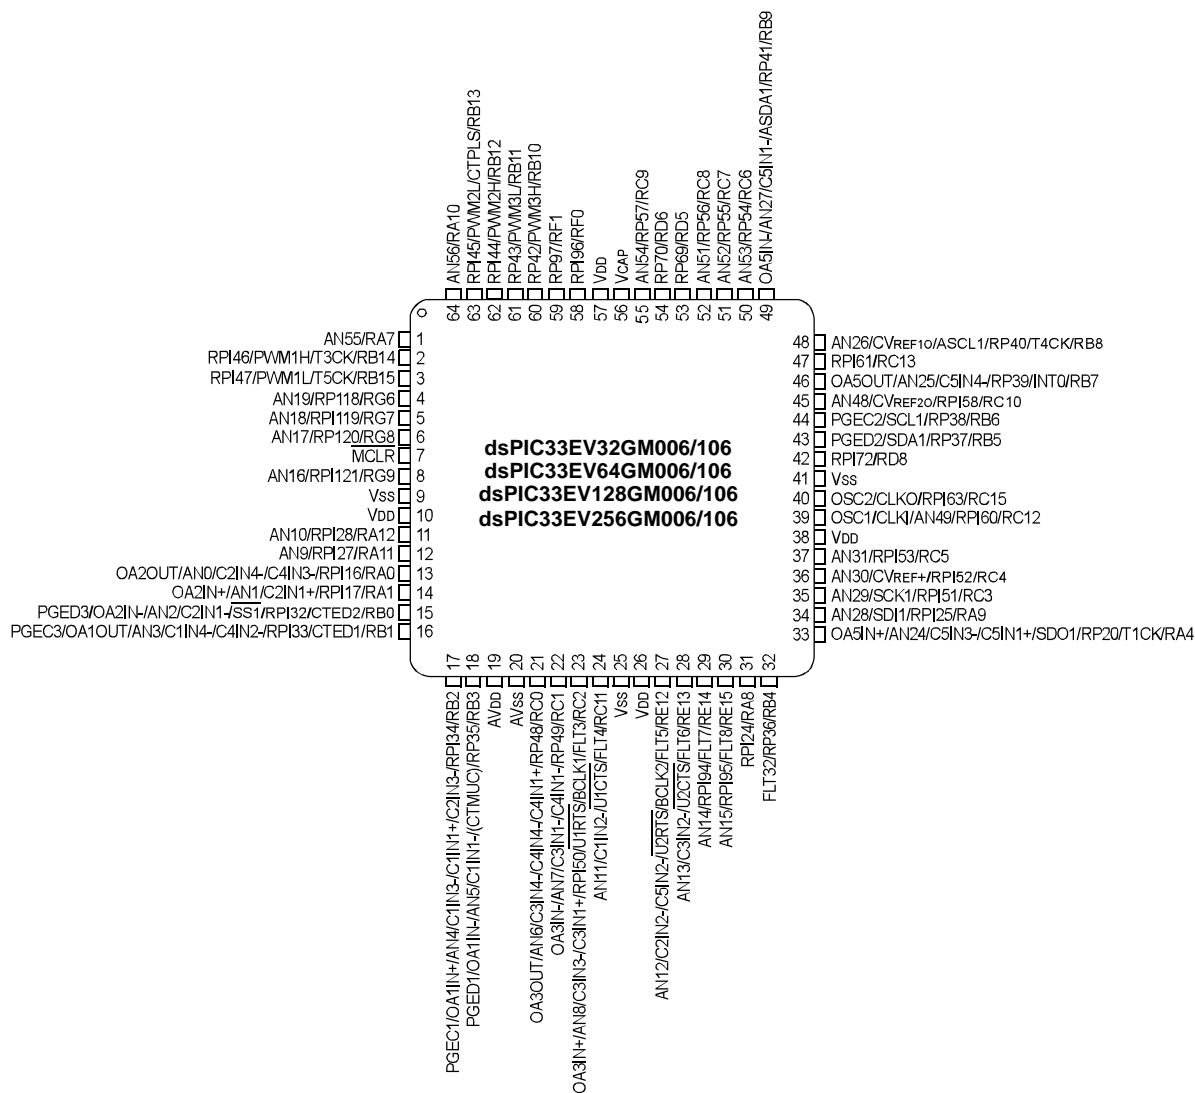 AN56/RA10
RPI45/PWM2L/CTPLS/RB13
RPI44/PWM2H/RB12
RP43/PWM3L/RB11
RP42/PWM3H/RB10
RP97/RF1
RPI96/RF0
VDD
VCAP
AN54/RP57/RC9
RP70/RD6
RP69/RD5
AN51/RP56/RC8
AN52/RP55/RC7
AN53/RP54/RC6
OA5IN-/AN27/C5IN1-/ASDA1/RP41/RB9
64 63 62 61 60 59 58 57 56 55 54 53 52 51 50 49
AN55/RA7 1
RPI46/PWM1H/T3CK/RB14 2
RPI47/PWM1L/T5CK/RB15 3
AN19/RP118/RG6 4
AN18/RPI119/RG7 5
AN17/RP120/RG8 6
MCLR 7
AN16/RPI121/RG9 8
VSS 9
VDD 10
AN10/RPI28/RA12 11
AN9/RPI27/RA11 12
OA2OUT/AN0/C2IN4-/C4IN3-/RPI16/RA0 13
OA2IN+/AN1/C2IN1+/RPI17/RA1 14
PGED3/OA2IN-/AN2/C2IN1-/SS1/RPI32/CTED2/RB0 15
PGEC3/OA1OUT/AN3/C1IN4-/C4IN2-/RPI33/CTED1/RB1 16
dsPIC33EV32GM006/106
dsPIC33EV64GM006/106
dsPIC33EV128GM006/106
dsPIC33EV256GM006/106
48 AN26/CVREF1O/ASCL1/RP40/T4CK/RB8
47 RPI61/RC13
46 OA5OUT/AN25/C5IN4-/RP39/INT0/RB7
45 AN48/CVREF2O/RPI58/RC10
44 PGEC2/SCL1/RP38/RB6
43 PGED2/SDA1/RP37/RB5
42 RPI72/RD8
41 VSS
40 OSC2/CLKO/RPI63/RC15
39 OSC1/CLKI/AN49/RPI60/RC12
38 VDD
37 AN31/RPI53/RC5
36 AN30/CVREF+/RPI52/RC4
35 AN29/SCK1/RPI51/RC3
34 AN28/SDI1/RPI25/RA9
33 OA5IN+/AN24/C5IN3-/C5IN1+/SDO1/RP20/T1CK/RA4
17 18 19 20 21 22 23 24 25 26 27 28 29 30 31 32
PGEC1/OA1IN+/AN4/C1IN3-/C1IN1+/C2IN3-/RPI34/RB2
PGED1/OA1IN-/AN5/C1IN1-/(CTMUC)/RP35/RB3
AVDD
AVSS
OA3OUT/AN6/C3IN4-/C4IN4-/C4IN1+/RP48/RC0
OA3IN-/AN7/C3IN1-/C4IN1-/RP49/RC1
OA3IN+/AN8/C3IN3-/C3IN1+/RPI50/U1RTS/BCLK1/FLT3/RC2
AN11/C1IN2-/U1CTS/FLT4/RC11
VSS
VDD
AN12/C2IN2-/C5IN2-/U2RTS/BCLK2/FLT5/RE12
AN13/C3IN2-/U2CTS/FLT6/RE13
AN14/RPI94/FLT7/RE14
AN15/RPI95/FLT8/RE15
RPI24/RA8
FLT32/RP36/RB4